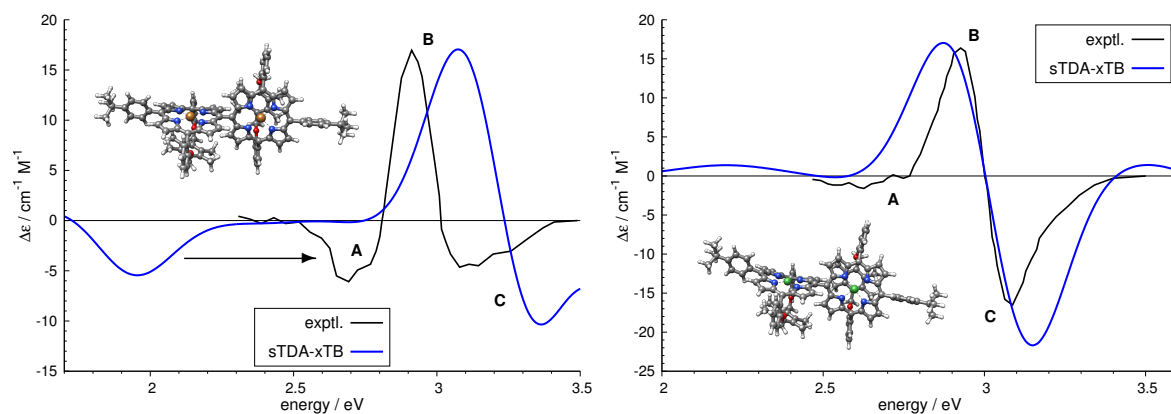 20
15
10
5
0
-5
-10
-15
2
2.5
3
3.5
Δε / cm⁻¹ M⁻¹
energy / eV
A
B
C
exptl.
sTDA-xTB
20
15
10
5
0
-5
-10
-15
-20
-25
2
2.5
3
3.5
Δε / cm⁻¹ M⁻¹
energy / eV
A
B
C
exptl.
sTDA-xTB